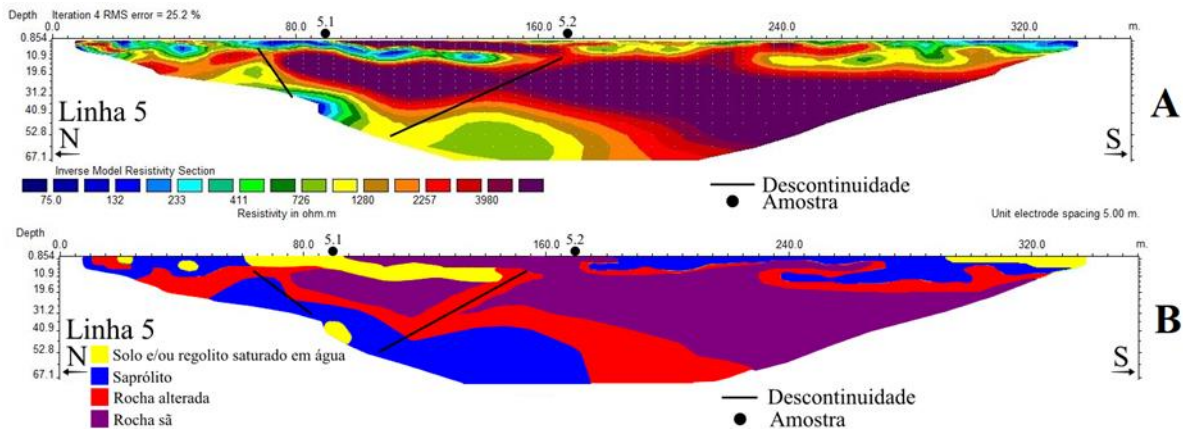 Depth Iteration 4 RMS error = 25.2 %
0.0 80.0 5.1 160.0 5.2 240.0 320.0 m.
0.854
10.9
19.6
31.2
40.9
52.8
67.1
Linha 5
N
S
A
Inverse Model Resistivity Section
75.0 132 233 411 726 1280 2257 3980
Resistivity in ohm.m
Descontinuidade
Amostra
Unit electrode spacing 5.00 m.
Depth
0.0 80.0 5.1 160.0 5.2 240.0 320.0 m.
0.854
10.9
19.6
31.2
40.9
52.8
67.1
Linha 5
N
S
B
Solo e/ou regolito saturado em água
Saprólito
Rocha alterada
Rocha sã
Descontinuidade
Amostra